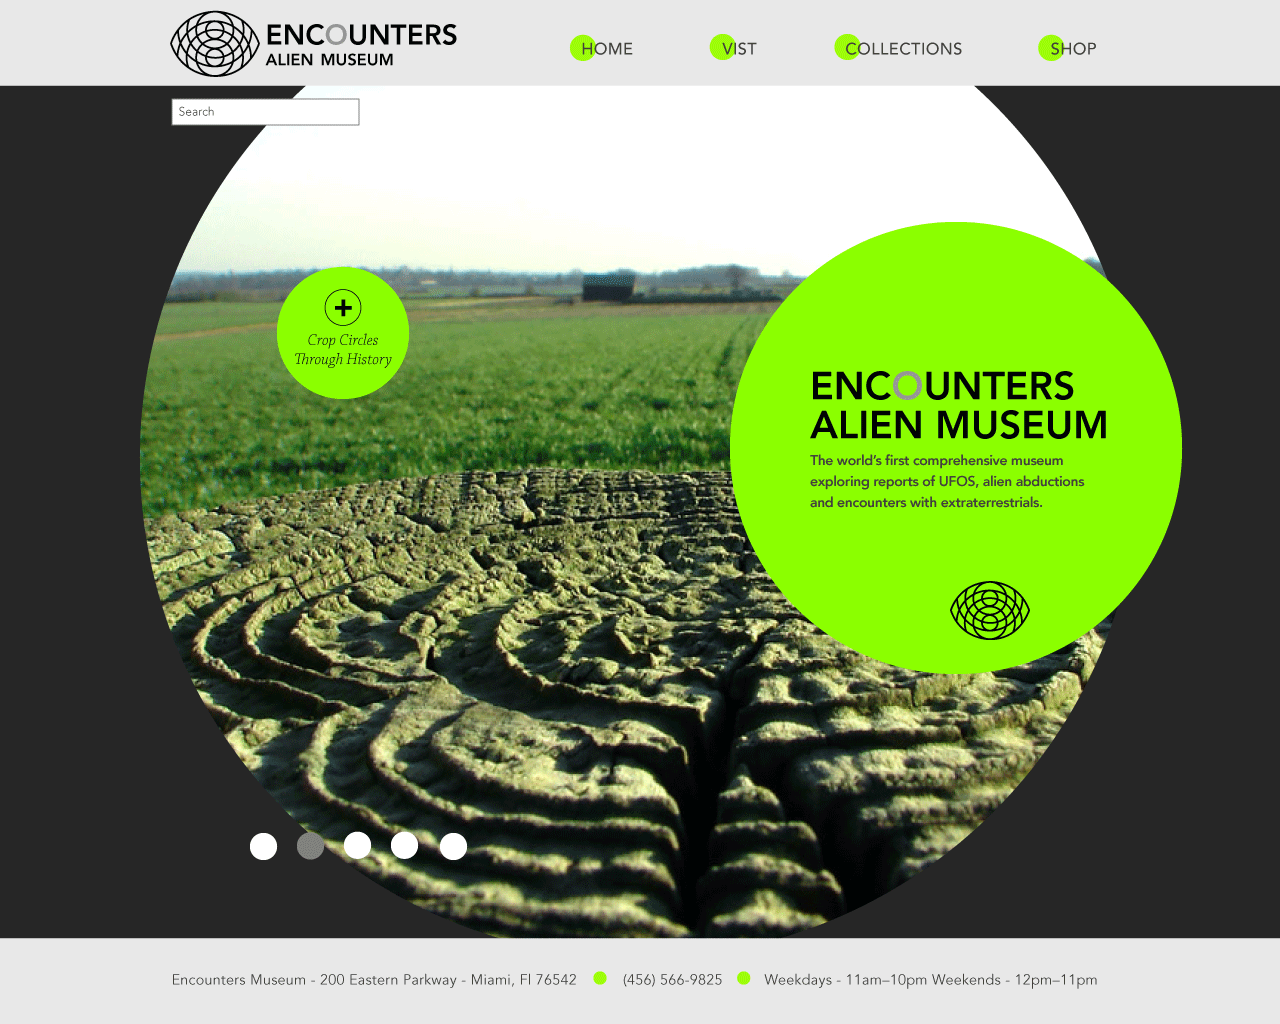 ENCOUNTERS
ALIEN MUSEUM
HOME
VIST
COLLECTIONS
SHOP
Search
Crop Circles
Through History
ENCOUNTERS
ALIEN MUSEUM
The world’s first comprehensive museum
exploring reports of UFOS, alien abductions
and encounters with extraterrestrials.
Encounters Museum - 200 Eastern Parkway - Miami, Fl 76542
(456) 566-9825
Weekdays - 11am–10pm Weekends - 12pm–11pm